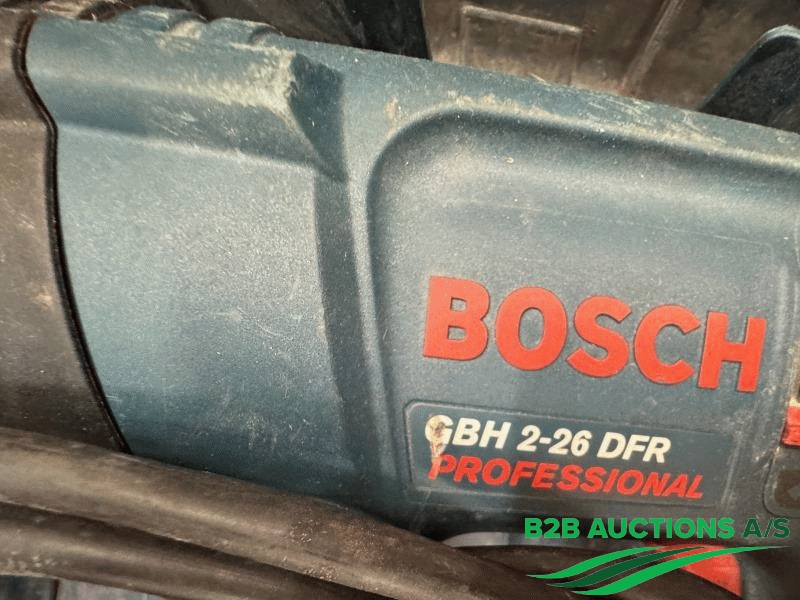 BOSCH
GBH 2-26 DFR
PROFESSIONAL
B2B AUCTIONS A/S